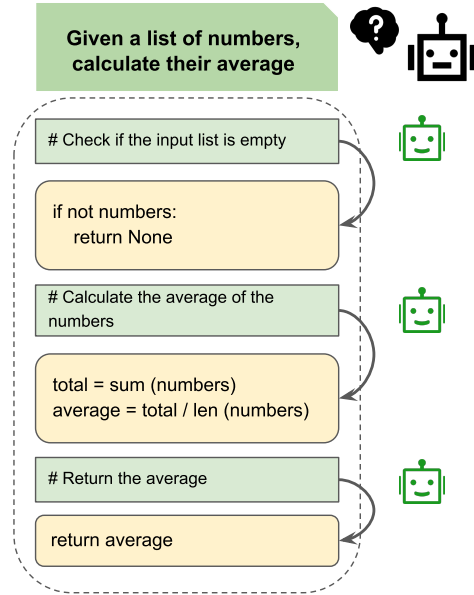 Given a list of numbers,
calculate their average
?
# Check if the input list is empty
if not numbers:
return None
# Calculate the average of the
numbers
total = sum (numbers)
average = total / len (numbers)
# Return the average
return average